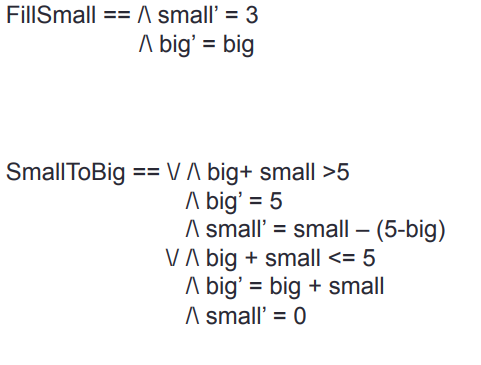 FillSmall == /\ small’ = 3
/\ big’ = big
SmallToBig == \/ /\ big+ small >5
/\ big’ = 5
/\ small’ = small – (5-big)
\/ /\ big + small <= 5
/\ big’ = big + small
/\ small’ = 0